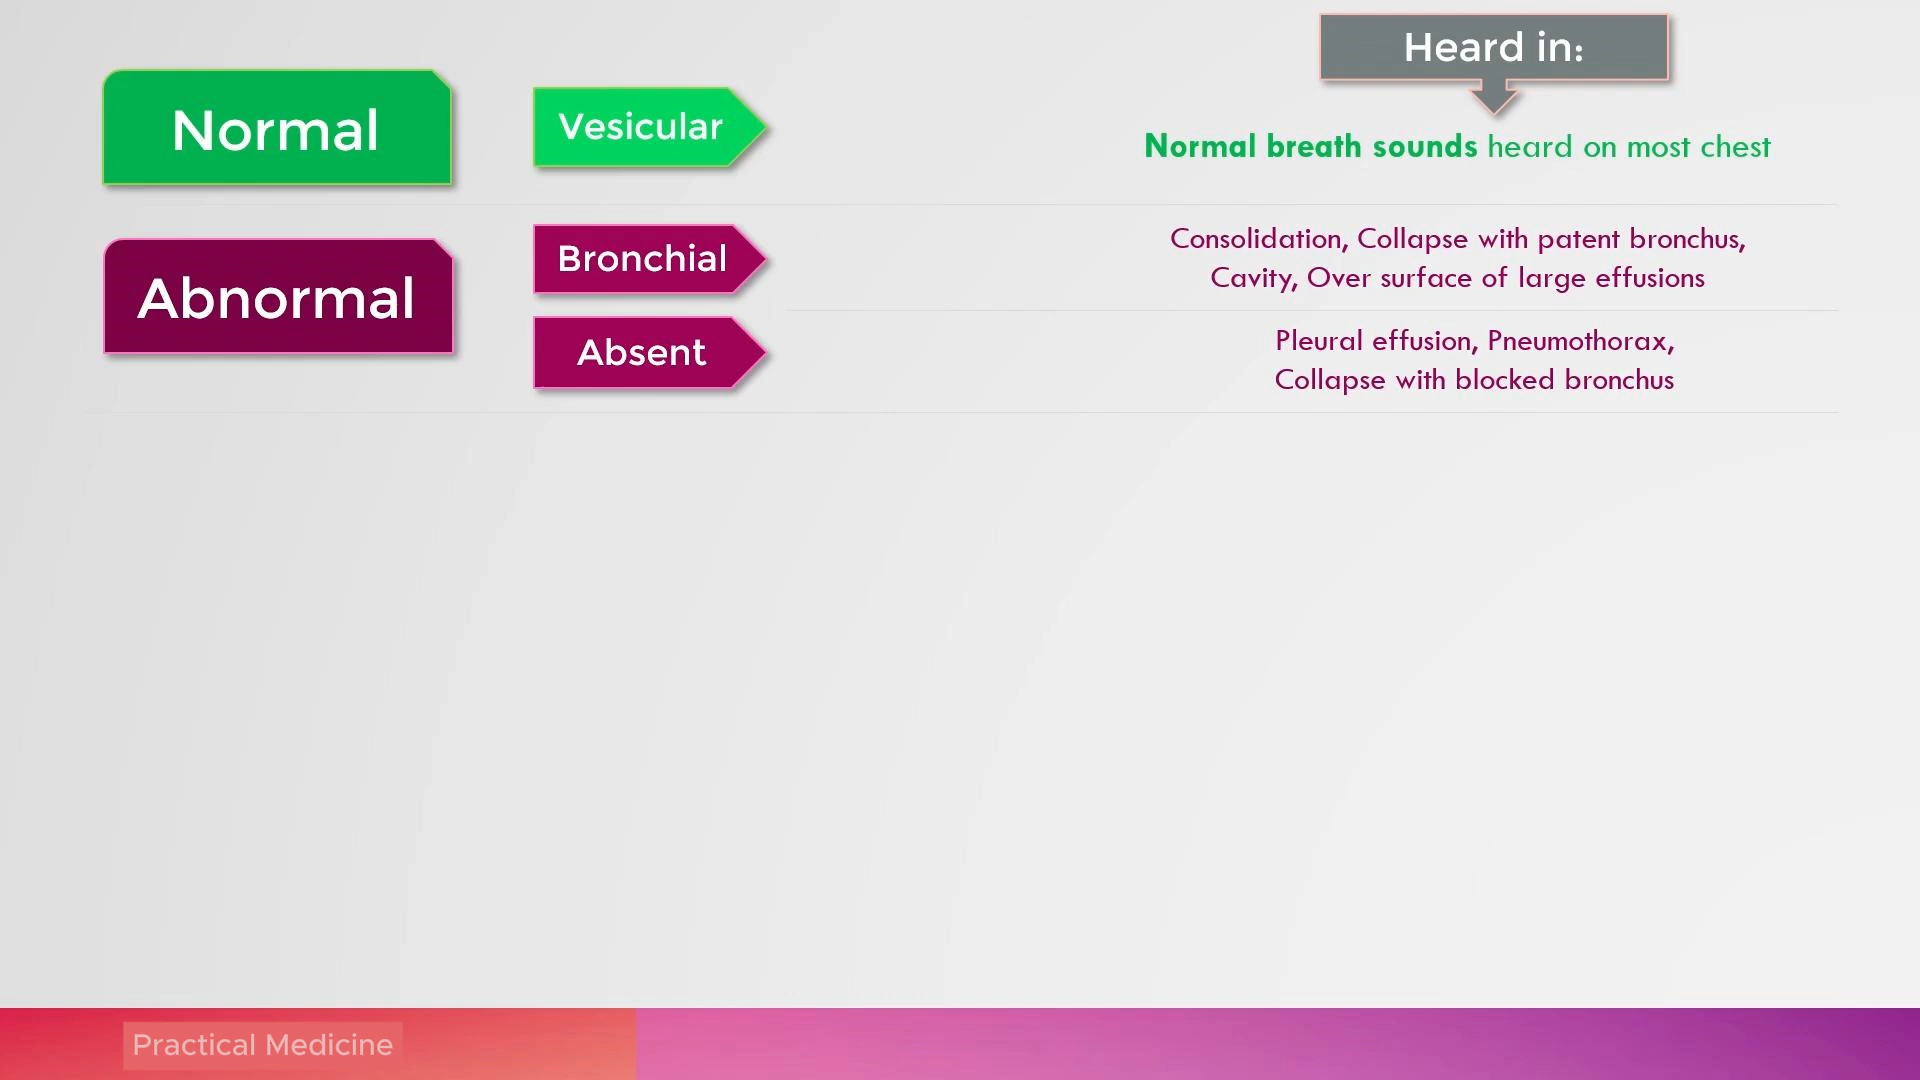 Heard in:
Normal
Vesicular
Normal breath sounds heard on most chest
Abnormal
Bronchial
Consolidation, Collapse with patent bronchus,
Cavity, Over surface of large effusions
Absent
Pleural effusion, Pneumothorax,
Collapse with blocked bronchus
Practical Medicine